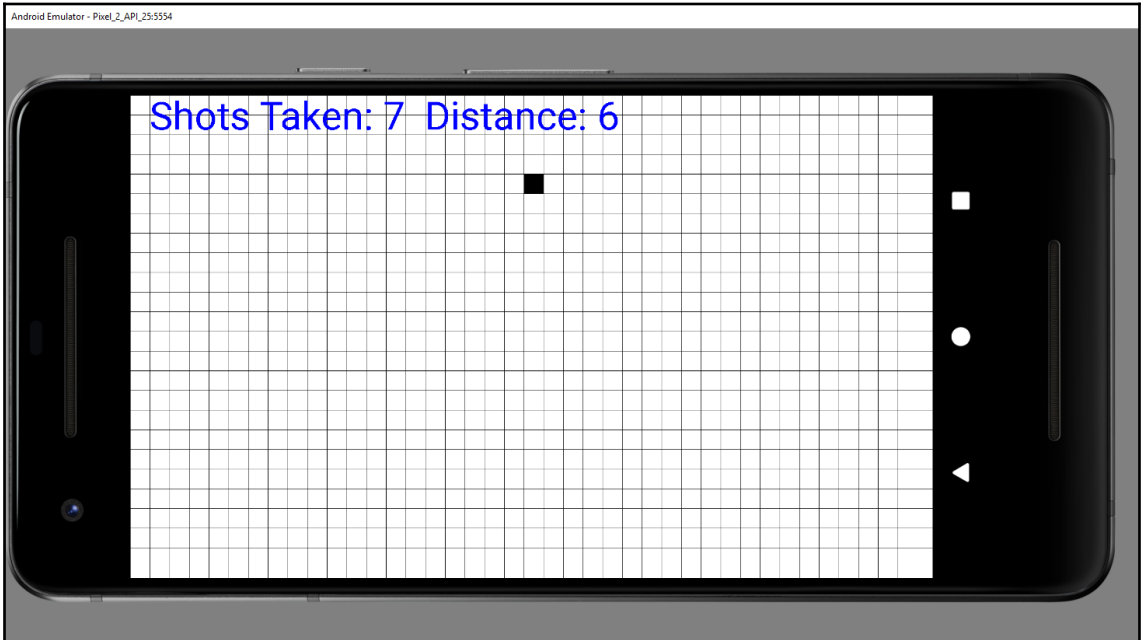 Android Emulator - Pixel_2_API_25:5554
Shots Taken: 7 Distance: 6